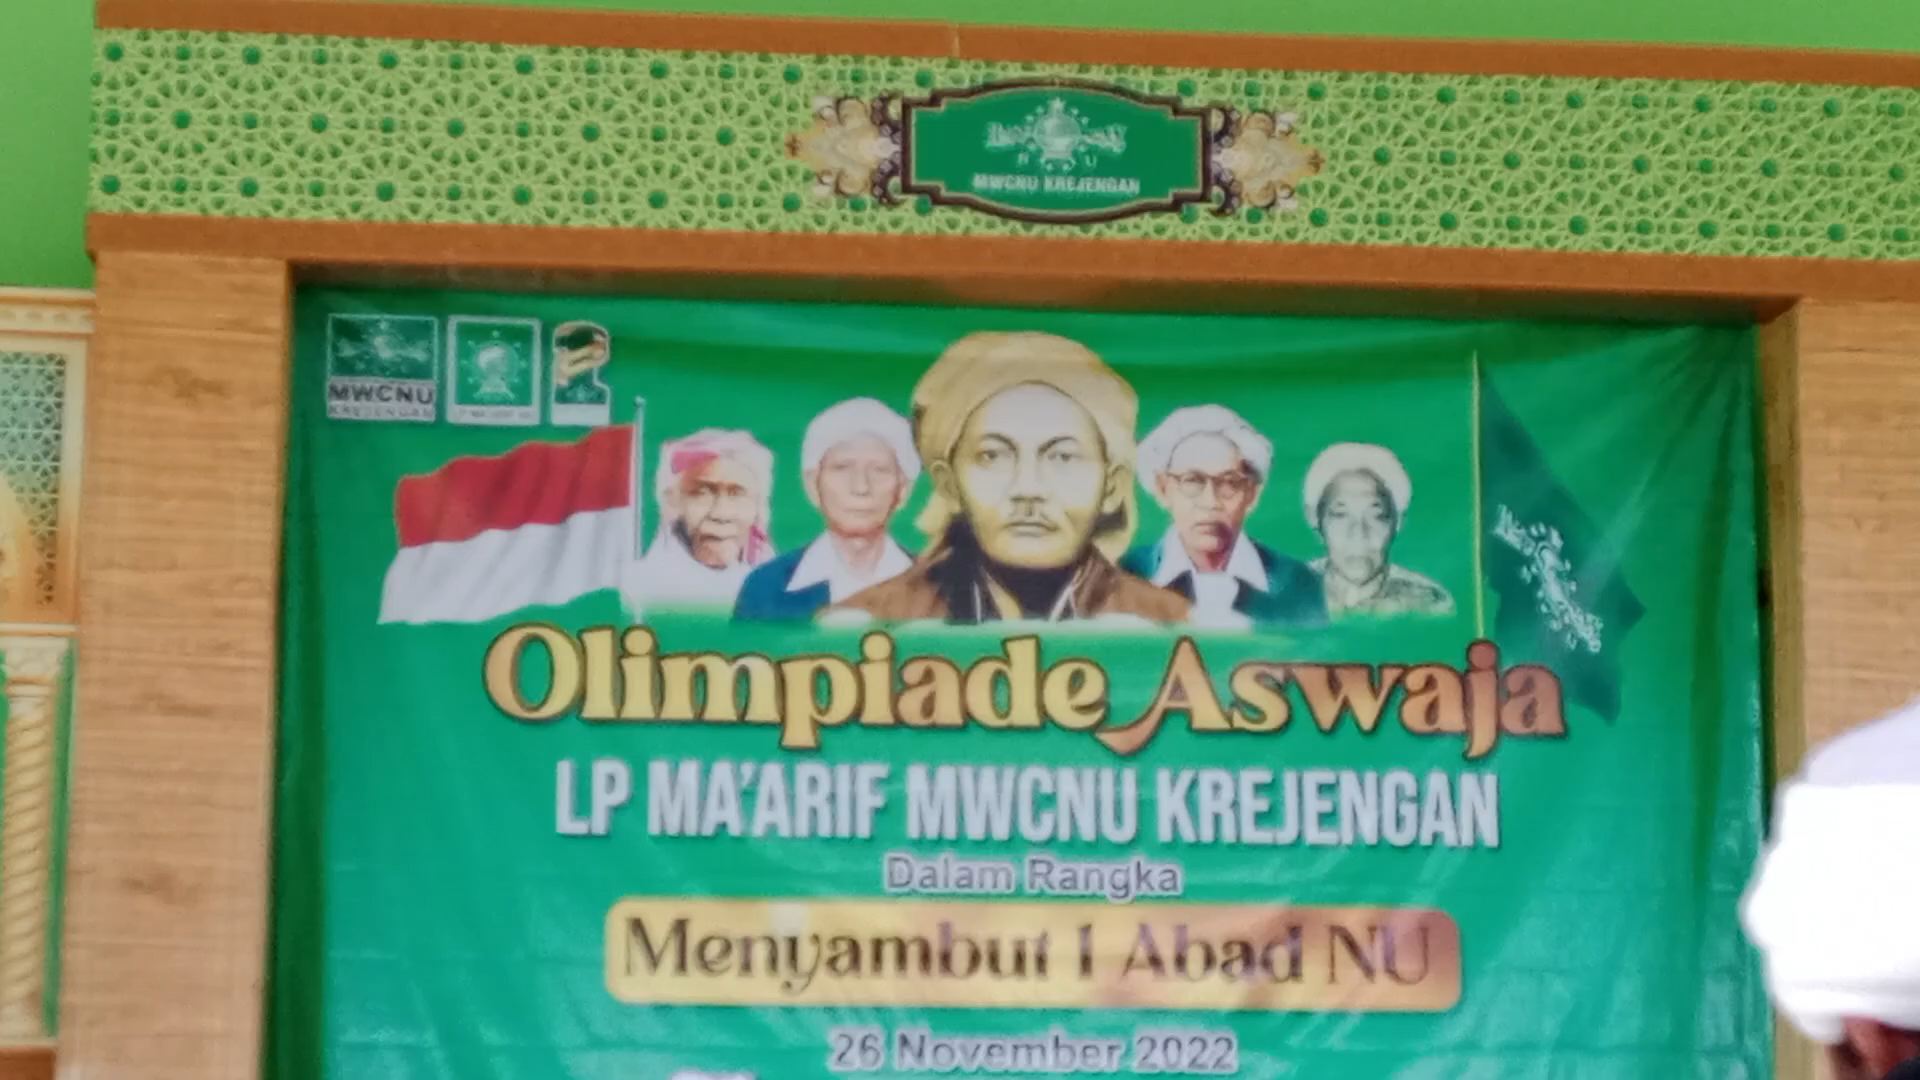 N U
MWCNU KREJENGAN
MWCNU
KREJENGAN
Olimpiade Aswaja
LP MA'ARIF MWCNU KREJENGAN
Dalam Rangka
Menyambut 1 Abad NU
26 November 2022